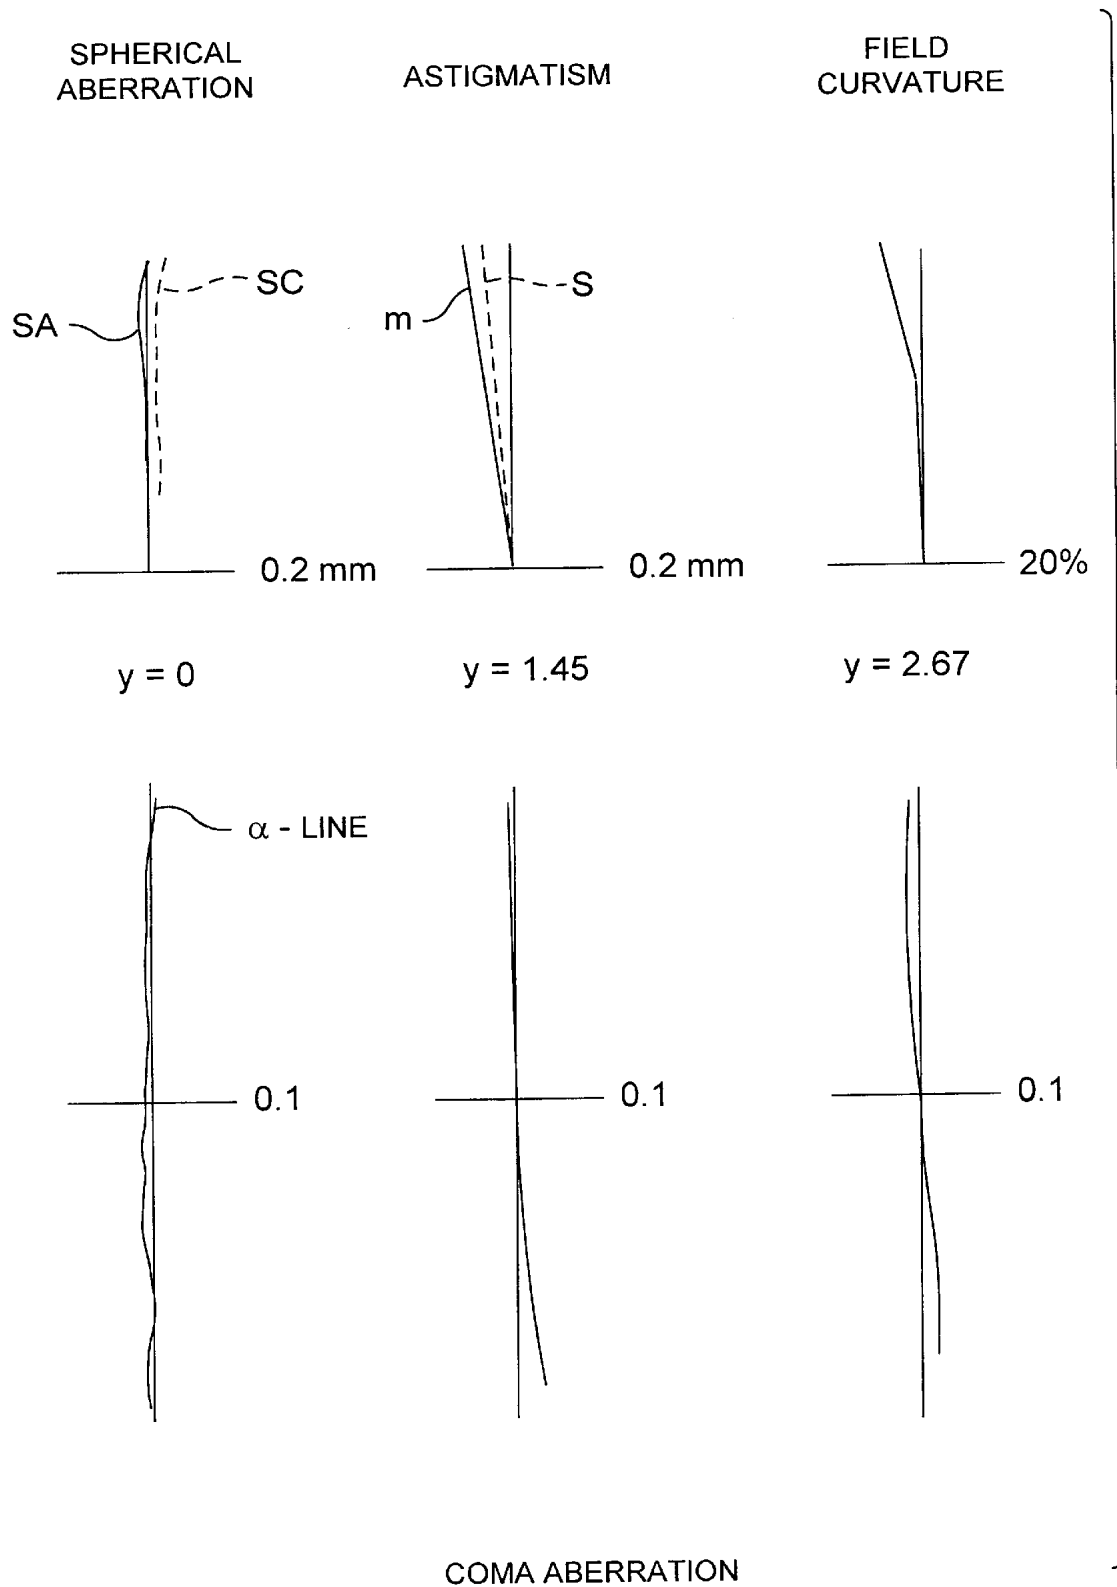 SPHERICAL
ABERRATION
ASTIGMATISM
FIELD
CURVATURE
SC
SA
S
m
0.2 mm
0.2 mm
20%
y = 0
y = 1.45
y = 2.67
α - LINE
0.1
0.1
0.1
COMA ABERRATION